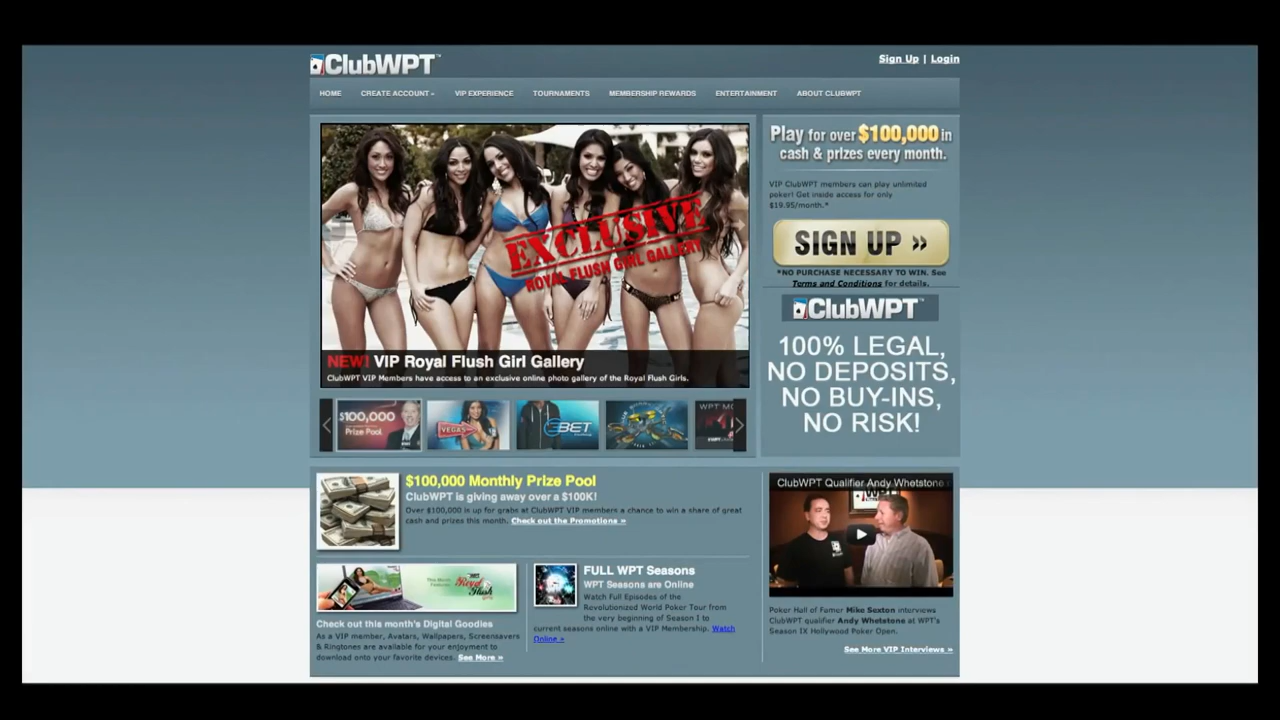 ClubWPT™
Sign Up | Login
HOME
CREATE ACCOUNT
VIP EXPERIENCE
TOURNAMENTS
MEMBERSHIP REWARDS
ENTERTAINMENT
ABOUT CLUBWPT
EXCLUSIVE
ROYAL FLUSH GIRL GALLERY
NEW! VIP Royal Flush Girl Gallery
ClubWPT VIP Members have access to an exclusive online photo gallery of the Royal Flush Girls.
$100,000
Prize Pool
VEGAS
3BET
Play for over $100,000 in
cash & prizes every month.
VIP ClubWPT members can play unlimited
poker! Get inside access for only
$19.95/month.*
SIGN UP »
*NO PURCHASE NECESSARY TO WIN. See
Terms and Conditions for details.
ClubWPT™
100% LEGAL,
NO DEPOSITS,
NO BUY-INS,
NO RISK!
$100,000 Monthly Prize Pool
ClubWPT is giving away over a $100K!
Over $100,000 is up for grabs at ClubWPT VIP members a chance to win a share of great
cash and prizes this month. Check out the Promotions »
Royal
Flush
Check out this month's Digital Goodies
As a VIP member, Avatars, Wallpapers, Screensavers
& Ringtones are available for your enjoyment to
download onto your favorite devices. See More »
FULL WPT Seasons
WPT Seasons are Online
Watch Full Episodes of the
Revolutionized World Poker Tour from
the very beginning of Season I to
current seasons online with a VIP Membership. Watch
Online »
ClubWPT Qualifier Andy Whetstone
Poker Hall of Famer Mike Sexton interviews
ClubWPT qualifier Andy Whetstone at WPT's
Season IX Hollywood Poker Open.
See More VIP Interviews »